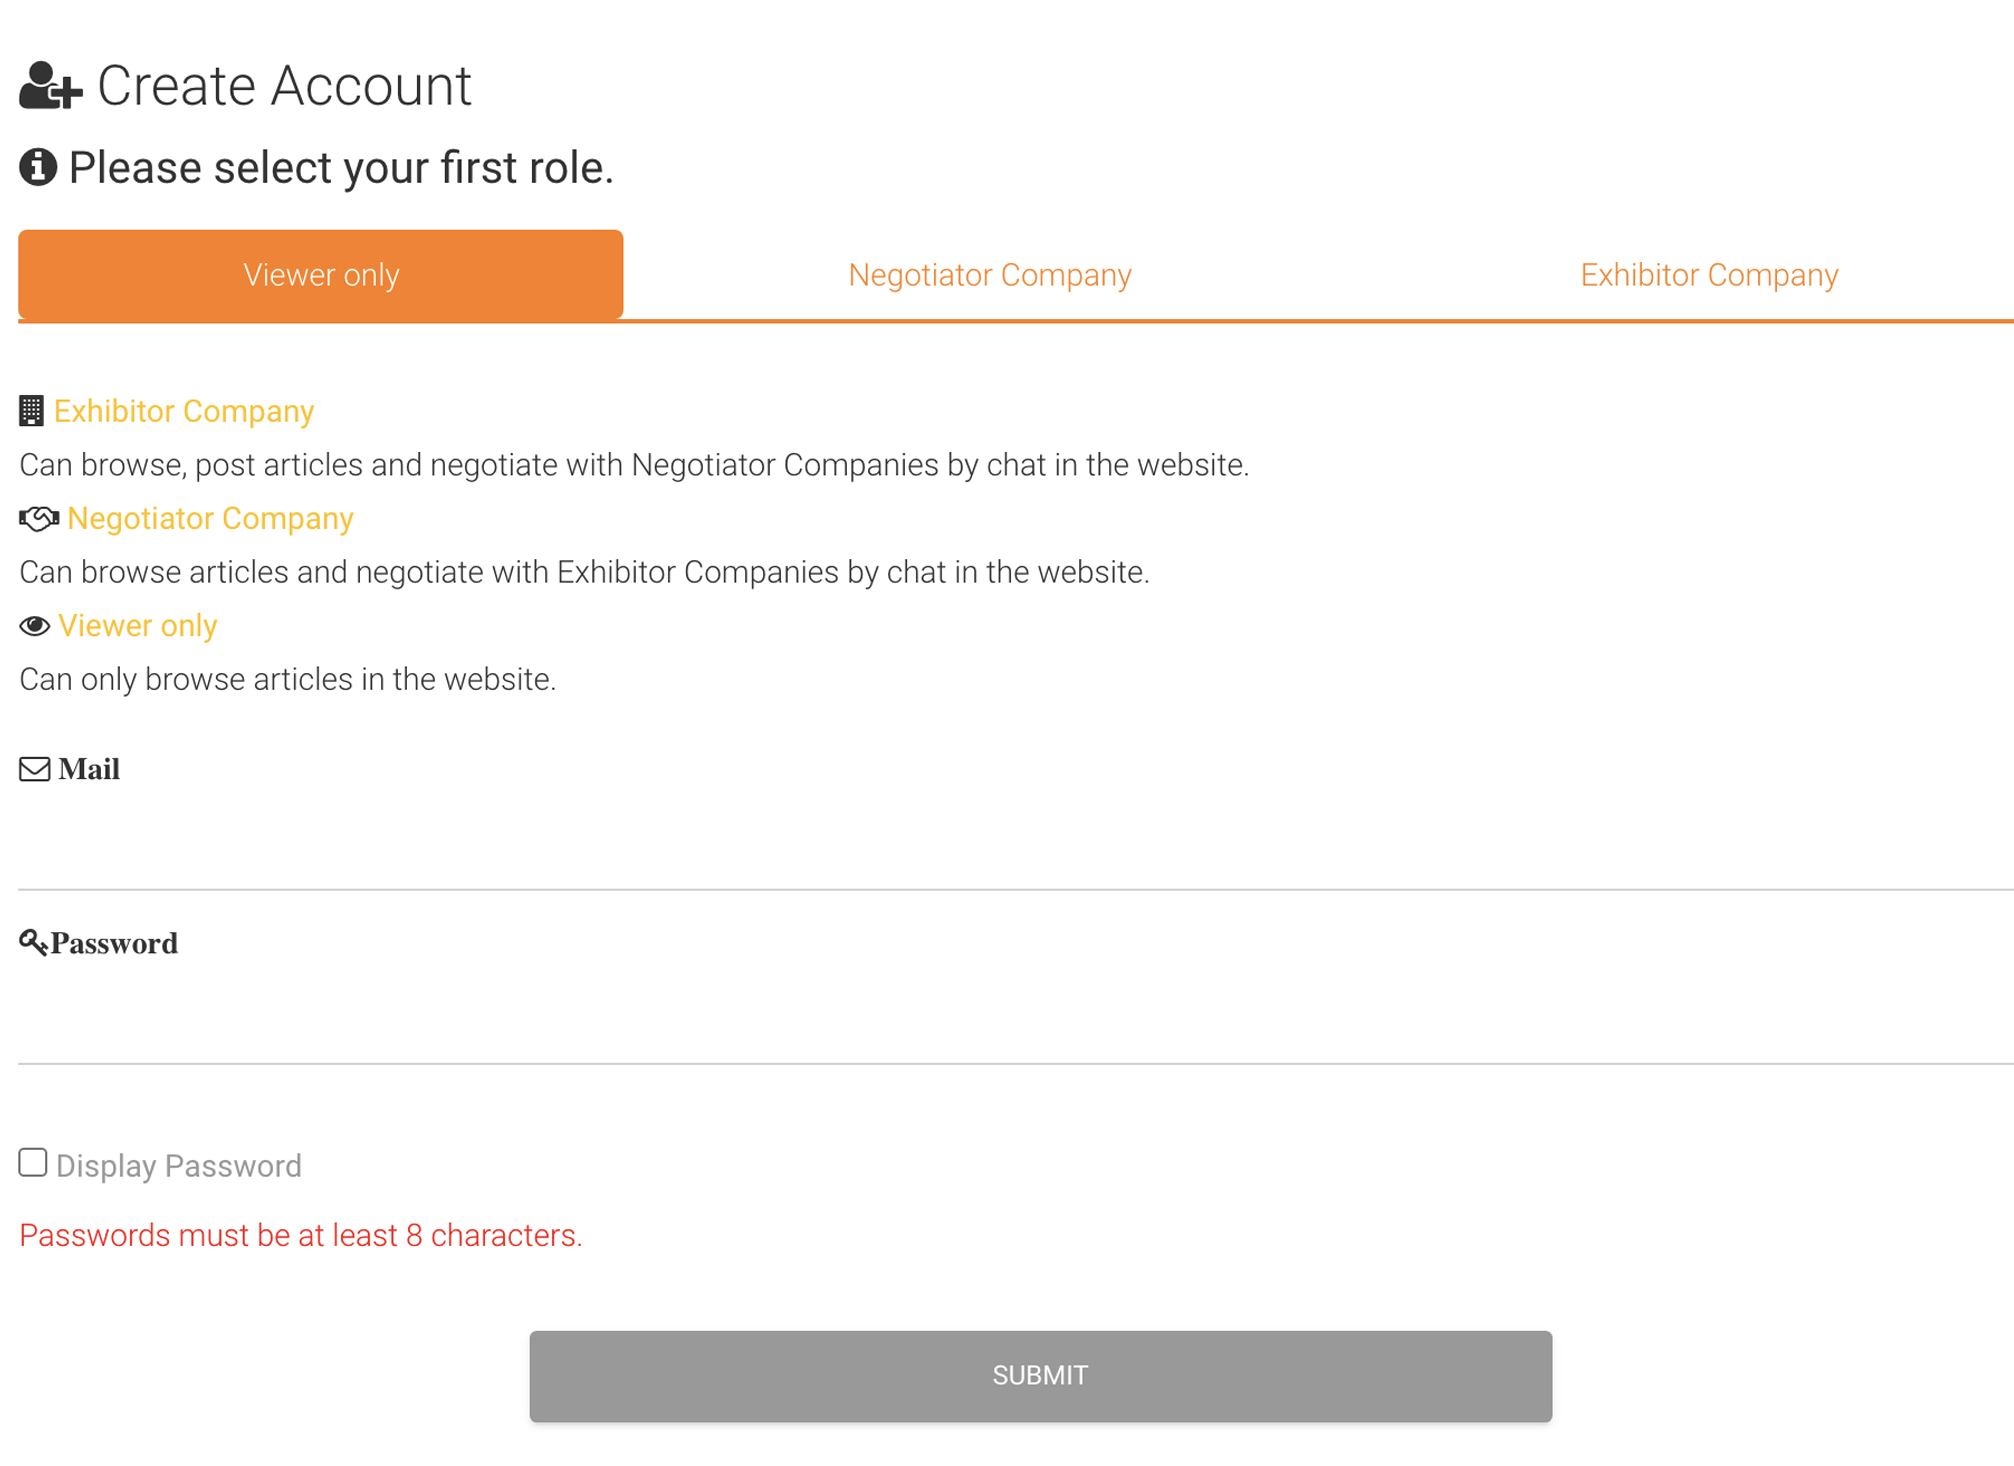 Create Account
Please select your first role.
Viewer only
Negotiator Company
Exhibitor Company
Exhibitor Company
Can browse, post articles and negotiate with Negotiator Companies by chat in the website.
Negotiator Company
Can browse articles and negotiate with Exhibitor Companies by chat in the website.
Viewer only
Can only browse articles in the website.
Mail
Password
Display Password
Passwords must be at least 8 characters.
SUBMIT